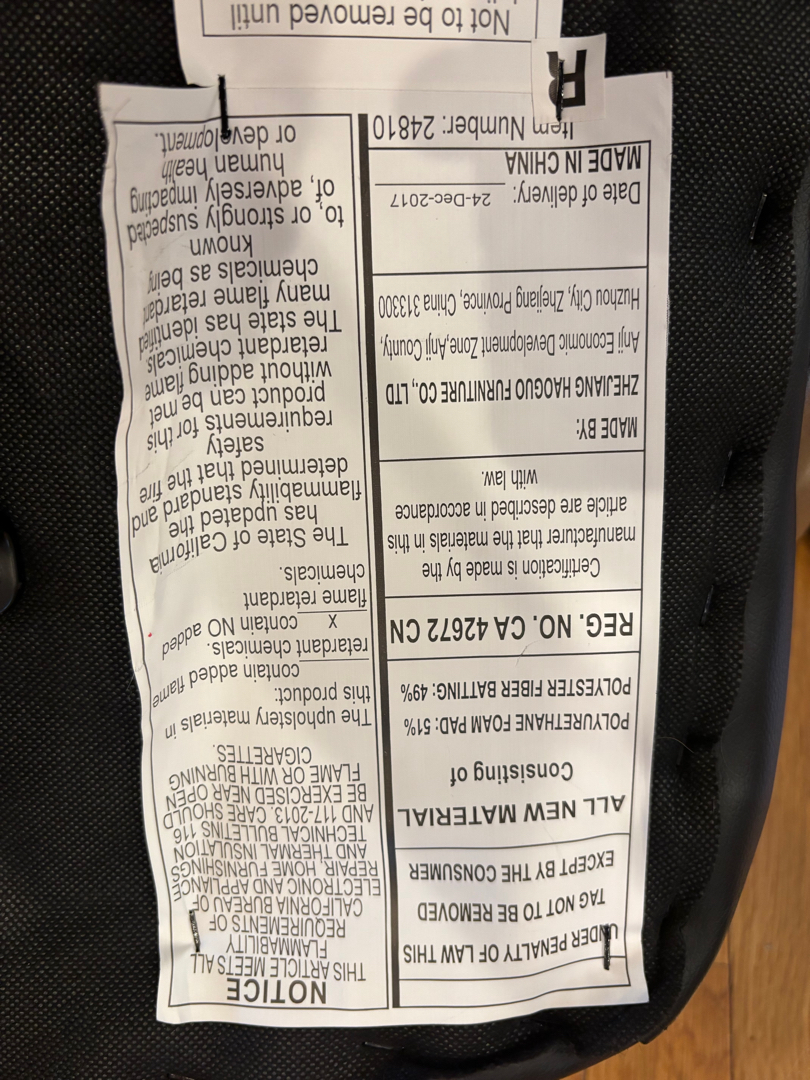 UNDER PENALTY OF LAW THIS
TAG NOT TO BE REMOVED
EXCEPT BY THE CONSUMER
ALL NEW MATERIAL
Consisting of
POLYURETHANE FOAM PAD: 51%
POLYESTER FIBER BATTING: 49%
REG. NO. CA 42672 CN
Certification is made by the
manufacturer that the materials in this
article are described in accordance
with law.
MADE BY:
ZHEJIANG HAOGUO FURNITURE CO., LTD
Anji Economic Development Zone,Anji County,
Huzhou City, Zhejiang Province, China 313300
Date of delivery: 24-Dec-2017
MADE IN CHINA
Item Number: 24810
NOTICE
THIS ARTICLE MEETS ALL
FLAMMABILITY
REQUIREMENTS OF
CALIFORNIA BUREAU OF
ELECTRONIC AND APPLIANCE
REPAIR, HOME FURNISHINGS
AND THERMAL INSULATION
TECHNICAL BULLETINS 116
AND 117-2013. CARE SHOULD
BE EXERCISED NEAR OPEN
FLAME OR WITH BURNING
CIGARETTES.
The upholstery materials in
this product:
contain added flame
retardant chemicals.
x contain NO added
flame retardant
chemicals.
The State of California
has updated the
flammability standard and
determined that the fire
safety
requirements for this
product can be met
without adding flame
retardant chemicals.
The state has identified
many flame retardant
chemicals as being
known
to, or strongly suspected
of, adversely impacting
human health
or development.
R
Not to be removed until